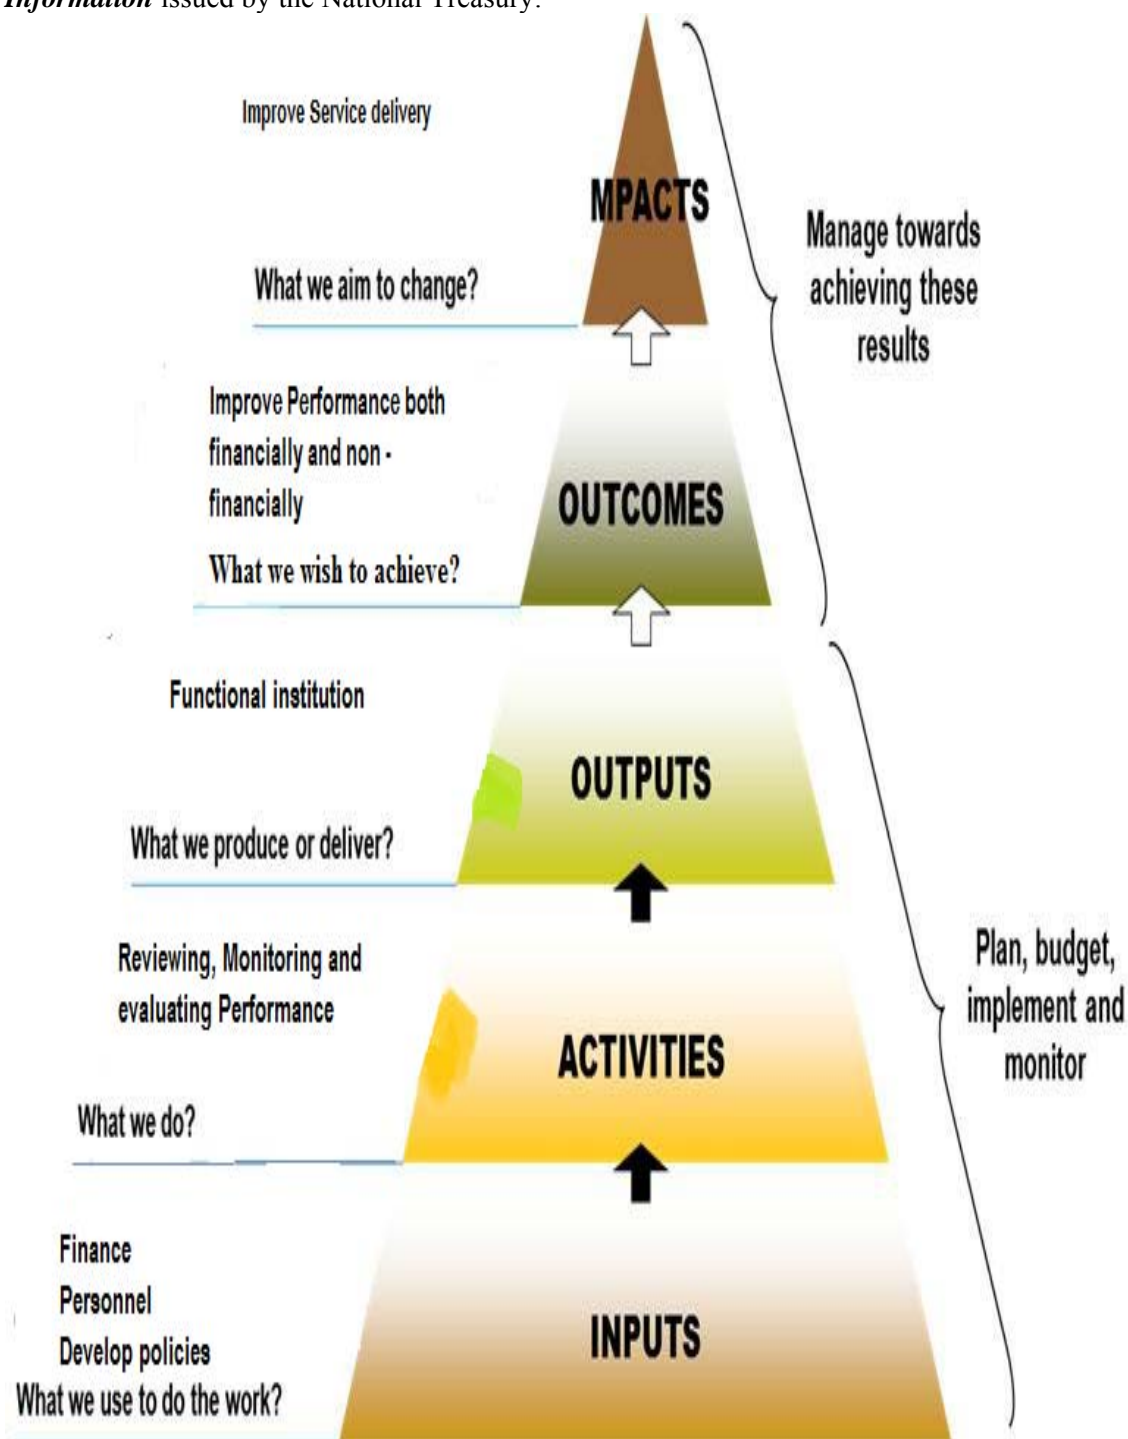 Information issued by the National Treasury.
Improve Service delivery
MPACTS
Manage towards
achieving these
results
What we aim to change?
Improve Performance both
financially and non -
financially
OUTCOMES
What we wish to achieve?
Functional institution
OUTPUTS
What we produce or deliver?
Reviewing, Monitoring and
evaluating Performance
Plan, budget,
implement and
monitor
ACTIVITIES
What we do?
Finance
Personnel
Develop policies
INPUTS
What we use to do the work?